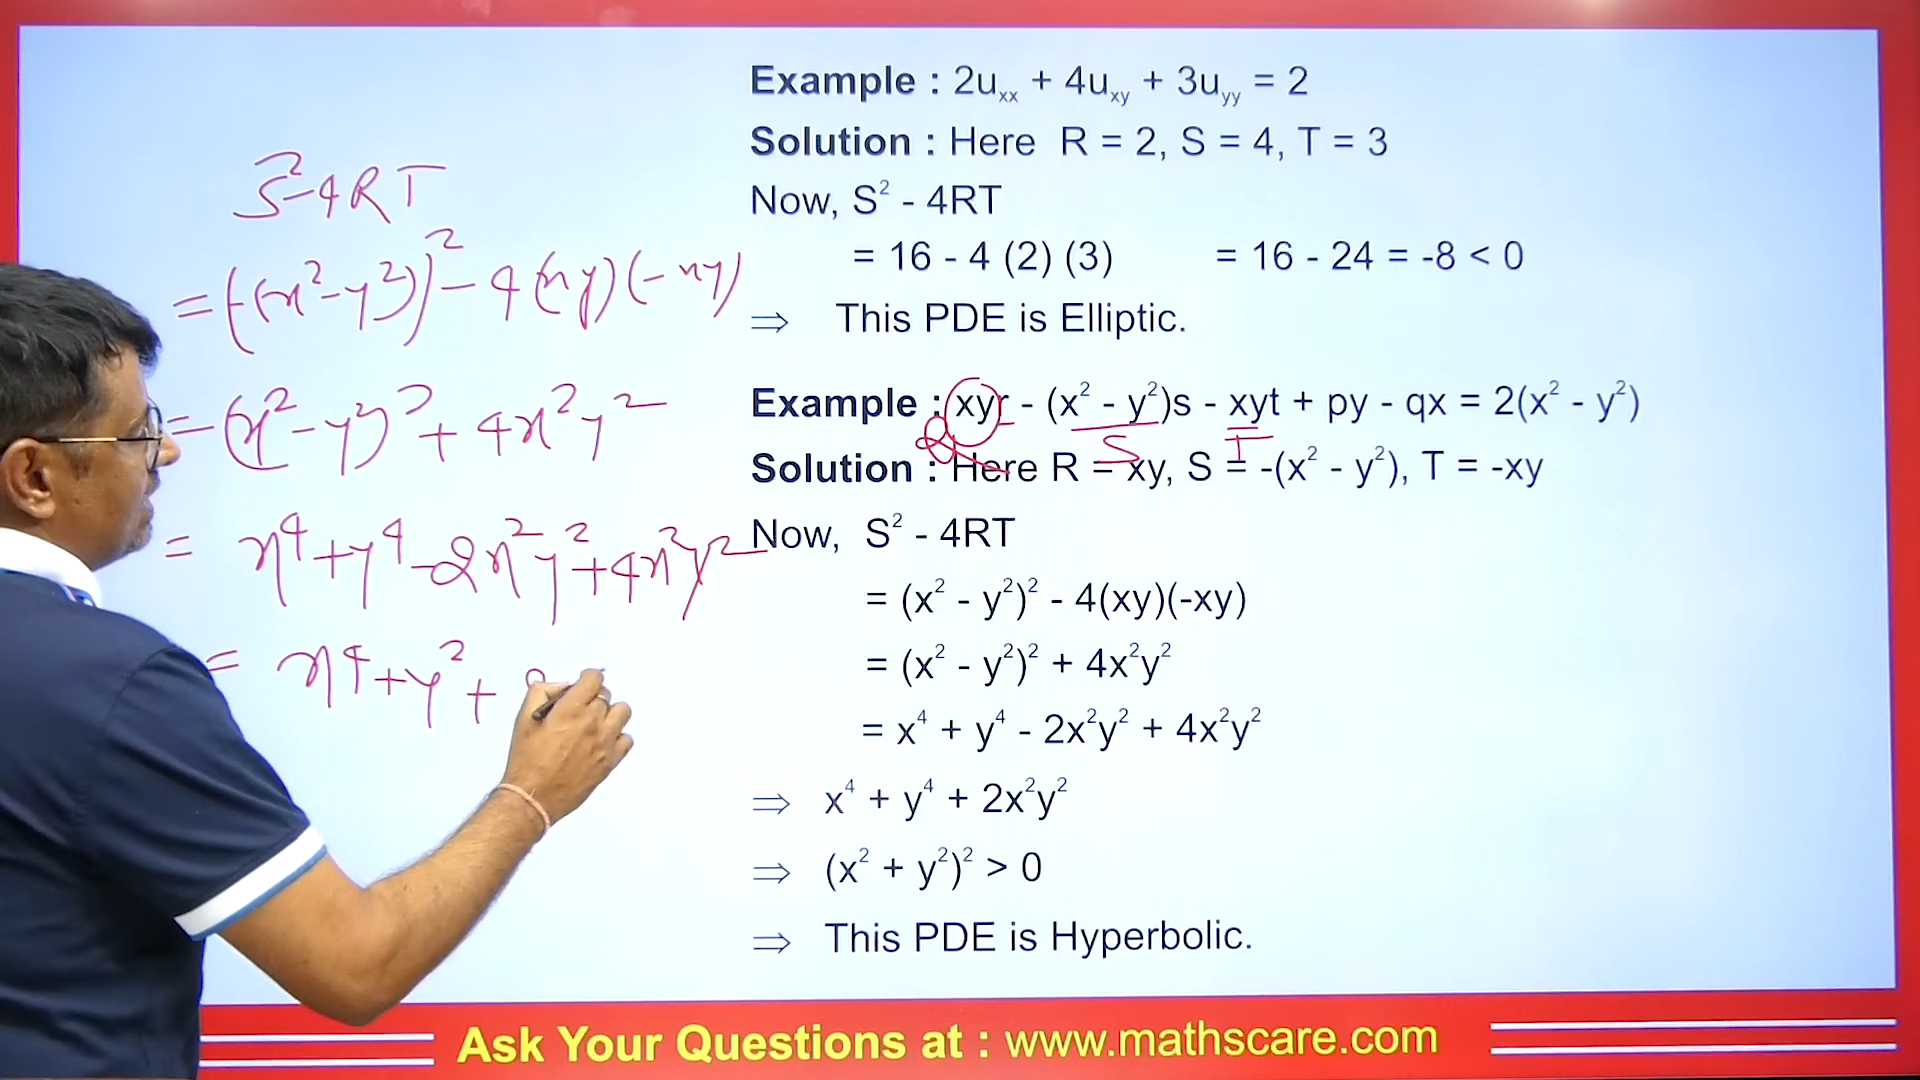 Example : 2uxx + 4uxy + 3uyy = 2
Solution : Here R = 2, S = 4, T = 3
Now, S² - 4RT
= 16 - 4 (2) (3) = 16 - 24 = -8 < 0
⇒ This PDE is Elliptic.
Example : xyr - (x² - y²)s - xyt + py - qx = 2(x² - y²)
S T
Solution : Here R = xy, S = -(x² - y²), T = -xy
Now, S² - 4RT
= (x² - y²)² - 4(xy)(-xy)
= (x² - y²)² + 4x²y²
= x⁴ + y⁴ - 2x²y² + 4x²y²
⇒ x⁴ + y⁴ + 2x²y²
⇒ (x² + y²)² > 0
⇒ This PDE is Hyperbolic.
S²-4RT
= (-(x²-y²))² - 4(xy)(-xy)
= (x²-y²)² + 4x²y²
= x⁴+y⁴-2x²y²+4x²y²
= x⁴+y²+
Ask Your Questions at : www.mathscare.com